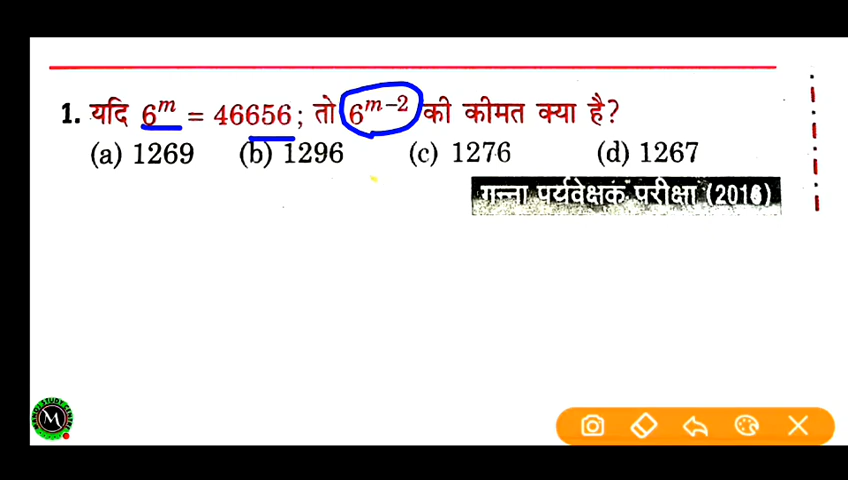 1. यदि 6^m = 46656; तो 6^{m-2} की कीमत क्या है?
(a) 1269 (b) 1296 (c) 1276 (d) 1267
गन्ना पर्यवेक्षक परीक्षा (2016)
M